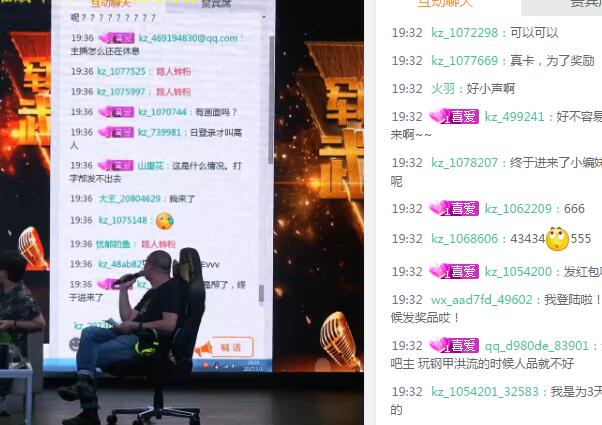 互动聊天
贵宾席
呢？？？？？？？？？
19:36 喜爱 kz_469194830@qq.com：
主播怎么还在休息
19:36 kz_1077525：路人转粉
19:36 kz_1075997：路人转粉
19:36 喜爱 kz_1070744：有画面吗？
19:36 喜爱 kz_739981：日登录才叫高
人
19:36 喜爱 山里花：这是什么情况。打
字都发不出去
19:36 大王_20804629：我来了
19:36 kz_1075148：
19:36 忧郁的鱼：路人转粉
19:36 kz_48ab82
19:36 喜爱
是醉了，终
于进来了
喊话
互动聊天
19:32 kz_1072298：可以可以
19:32 kz_1077669：真卡，为了奖励
19:32 火羽：好小声啊
19:32 喜爱 kz_499241：好不容易
来啊~~
19:32 kz_1078207：终于进来了小编妹
呢
19:32 喜爱 kz_1062209：666
19:32 kz_1068606：43434 555
19:32 喜爱 kz_1054200：发红包
19:32 wx_aad7fd_49602：我登陆啦！
候发奖品哎！
19:32 喜爱 qq_d980de_83901：
吧主 玩钢甲洪流的时候人品就不好
19:32 kz_1054201_32583：我是为3天
的